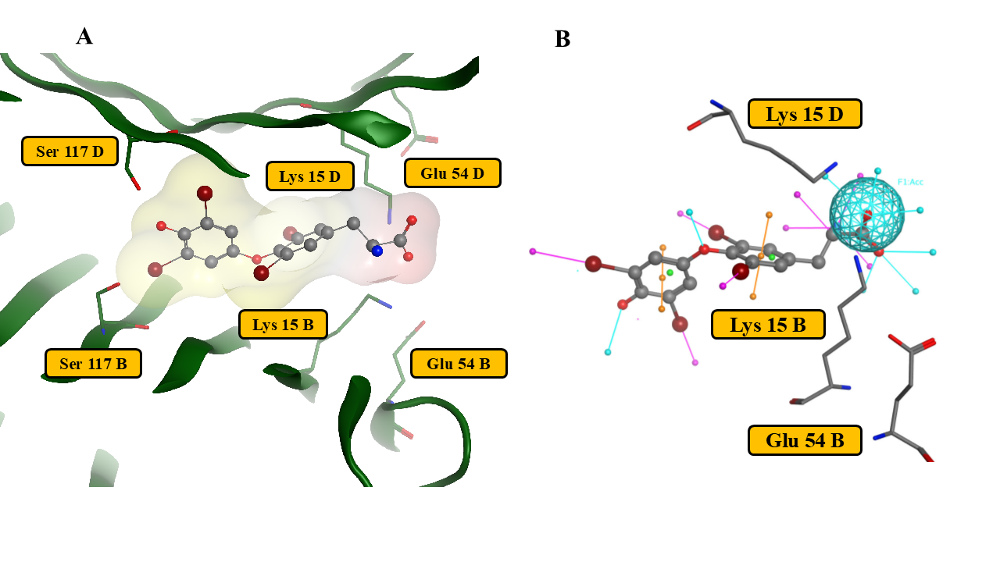 A
B
Ser 117 D
Lys 15 D
Glu 54 D
Lys 15 B
Ser 117 B
Glu 54 B
Lys 15 D
F1:Acc
Lys 15 B
Glu 54 B